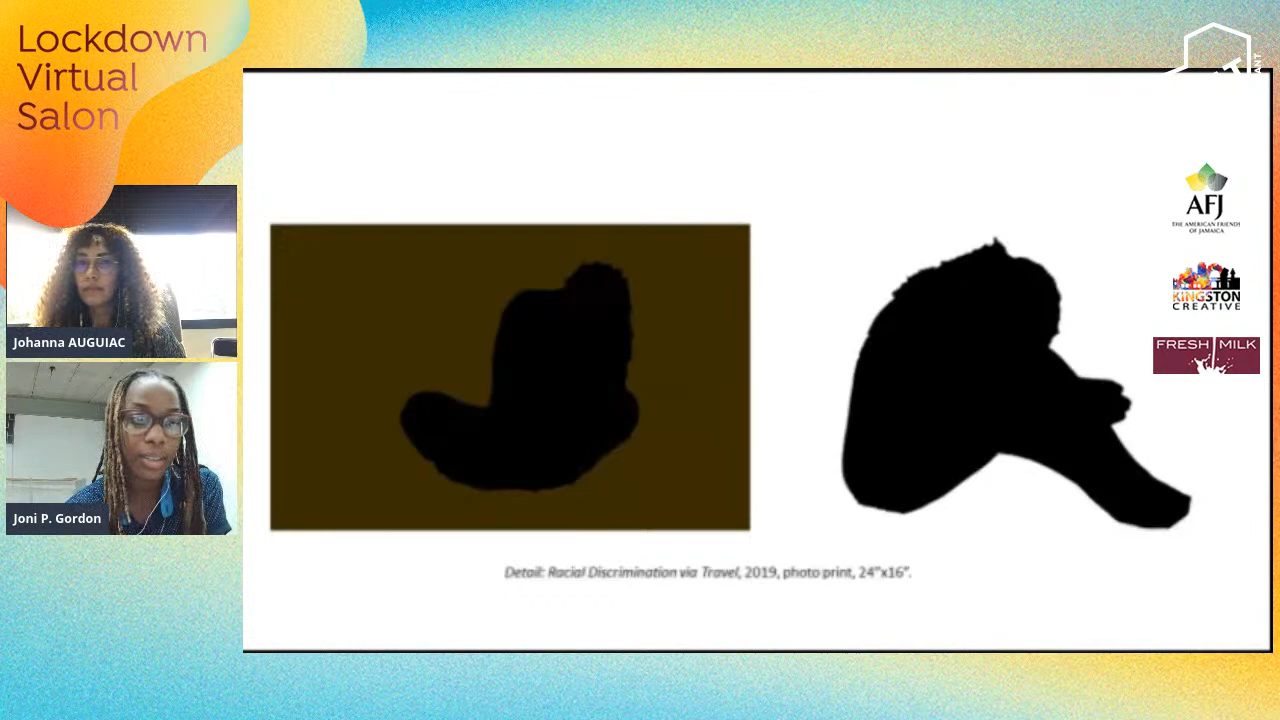 Lockdown
Virtual
Salon
Johanna AUGUIAC
Joni P. Gordon
Detail: Racial Discrimination via Travel, 2019, photo print, 24"x16".
AFJ
THE AMERICAN FRIENDS
OF JAMAICA
KINGSTON
CREATIVE
FRESH MILK